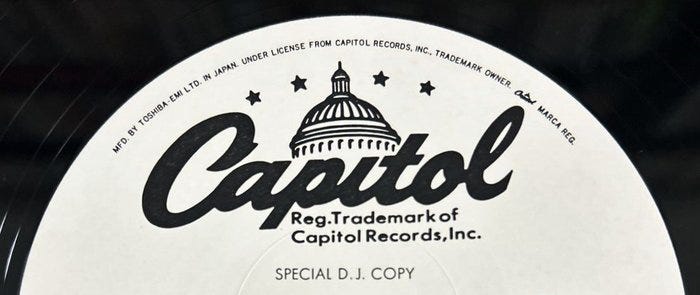 MFD. BY TOSHIBA-EMI LTD. IN JAPAN. UNDER LICENSE FROM CAPITOL RECORDS, INC., TRADEMARK OWNER. MARCA REG.
Capitol
Reg.Trademark of
Capitol Records,Inc.
SPECIAL D.J. COPY